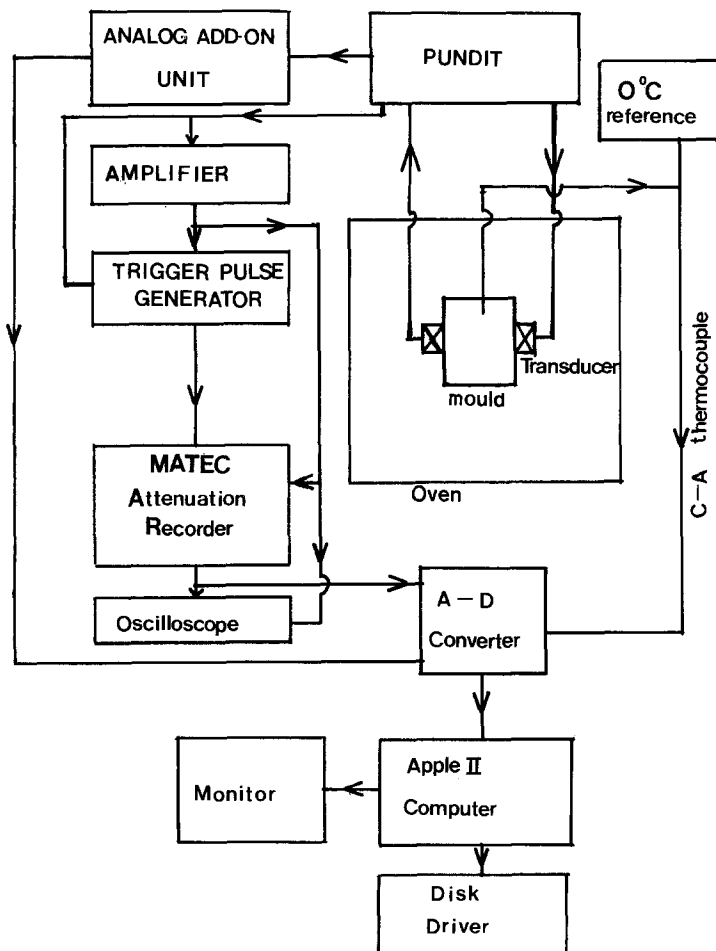 ANALOG ADD-ON
UNIT
PUNDIT
0°C
reference
AMPLIFIER
TRIGGER PULSE
GENERATOR
Transducer
mould
C-A thermocouple
MATEC
Attenuation
Recorder
Oven
A-D
Converter
Oscilloscope
Apple II
Computer
Monitor
Disk
Driver